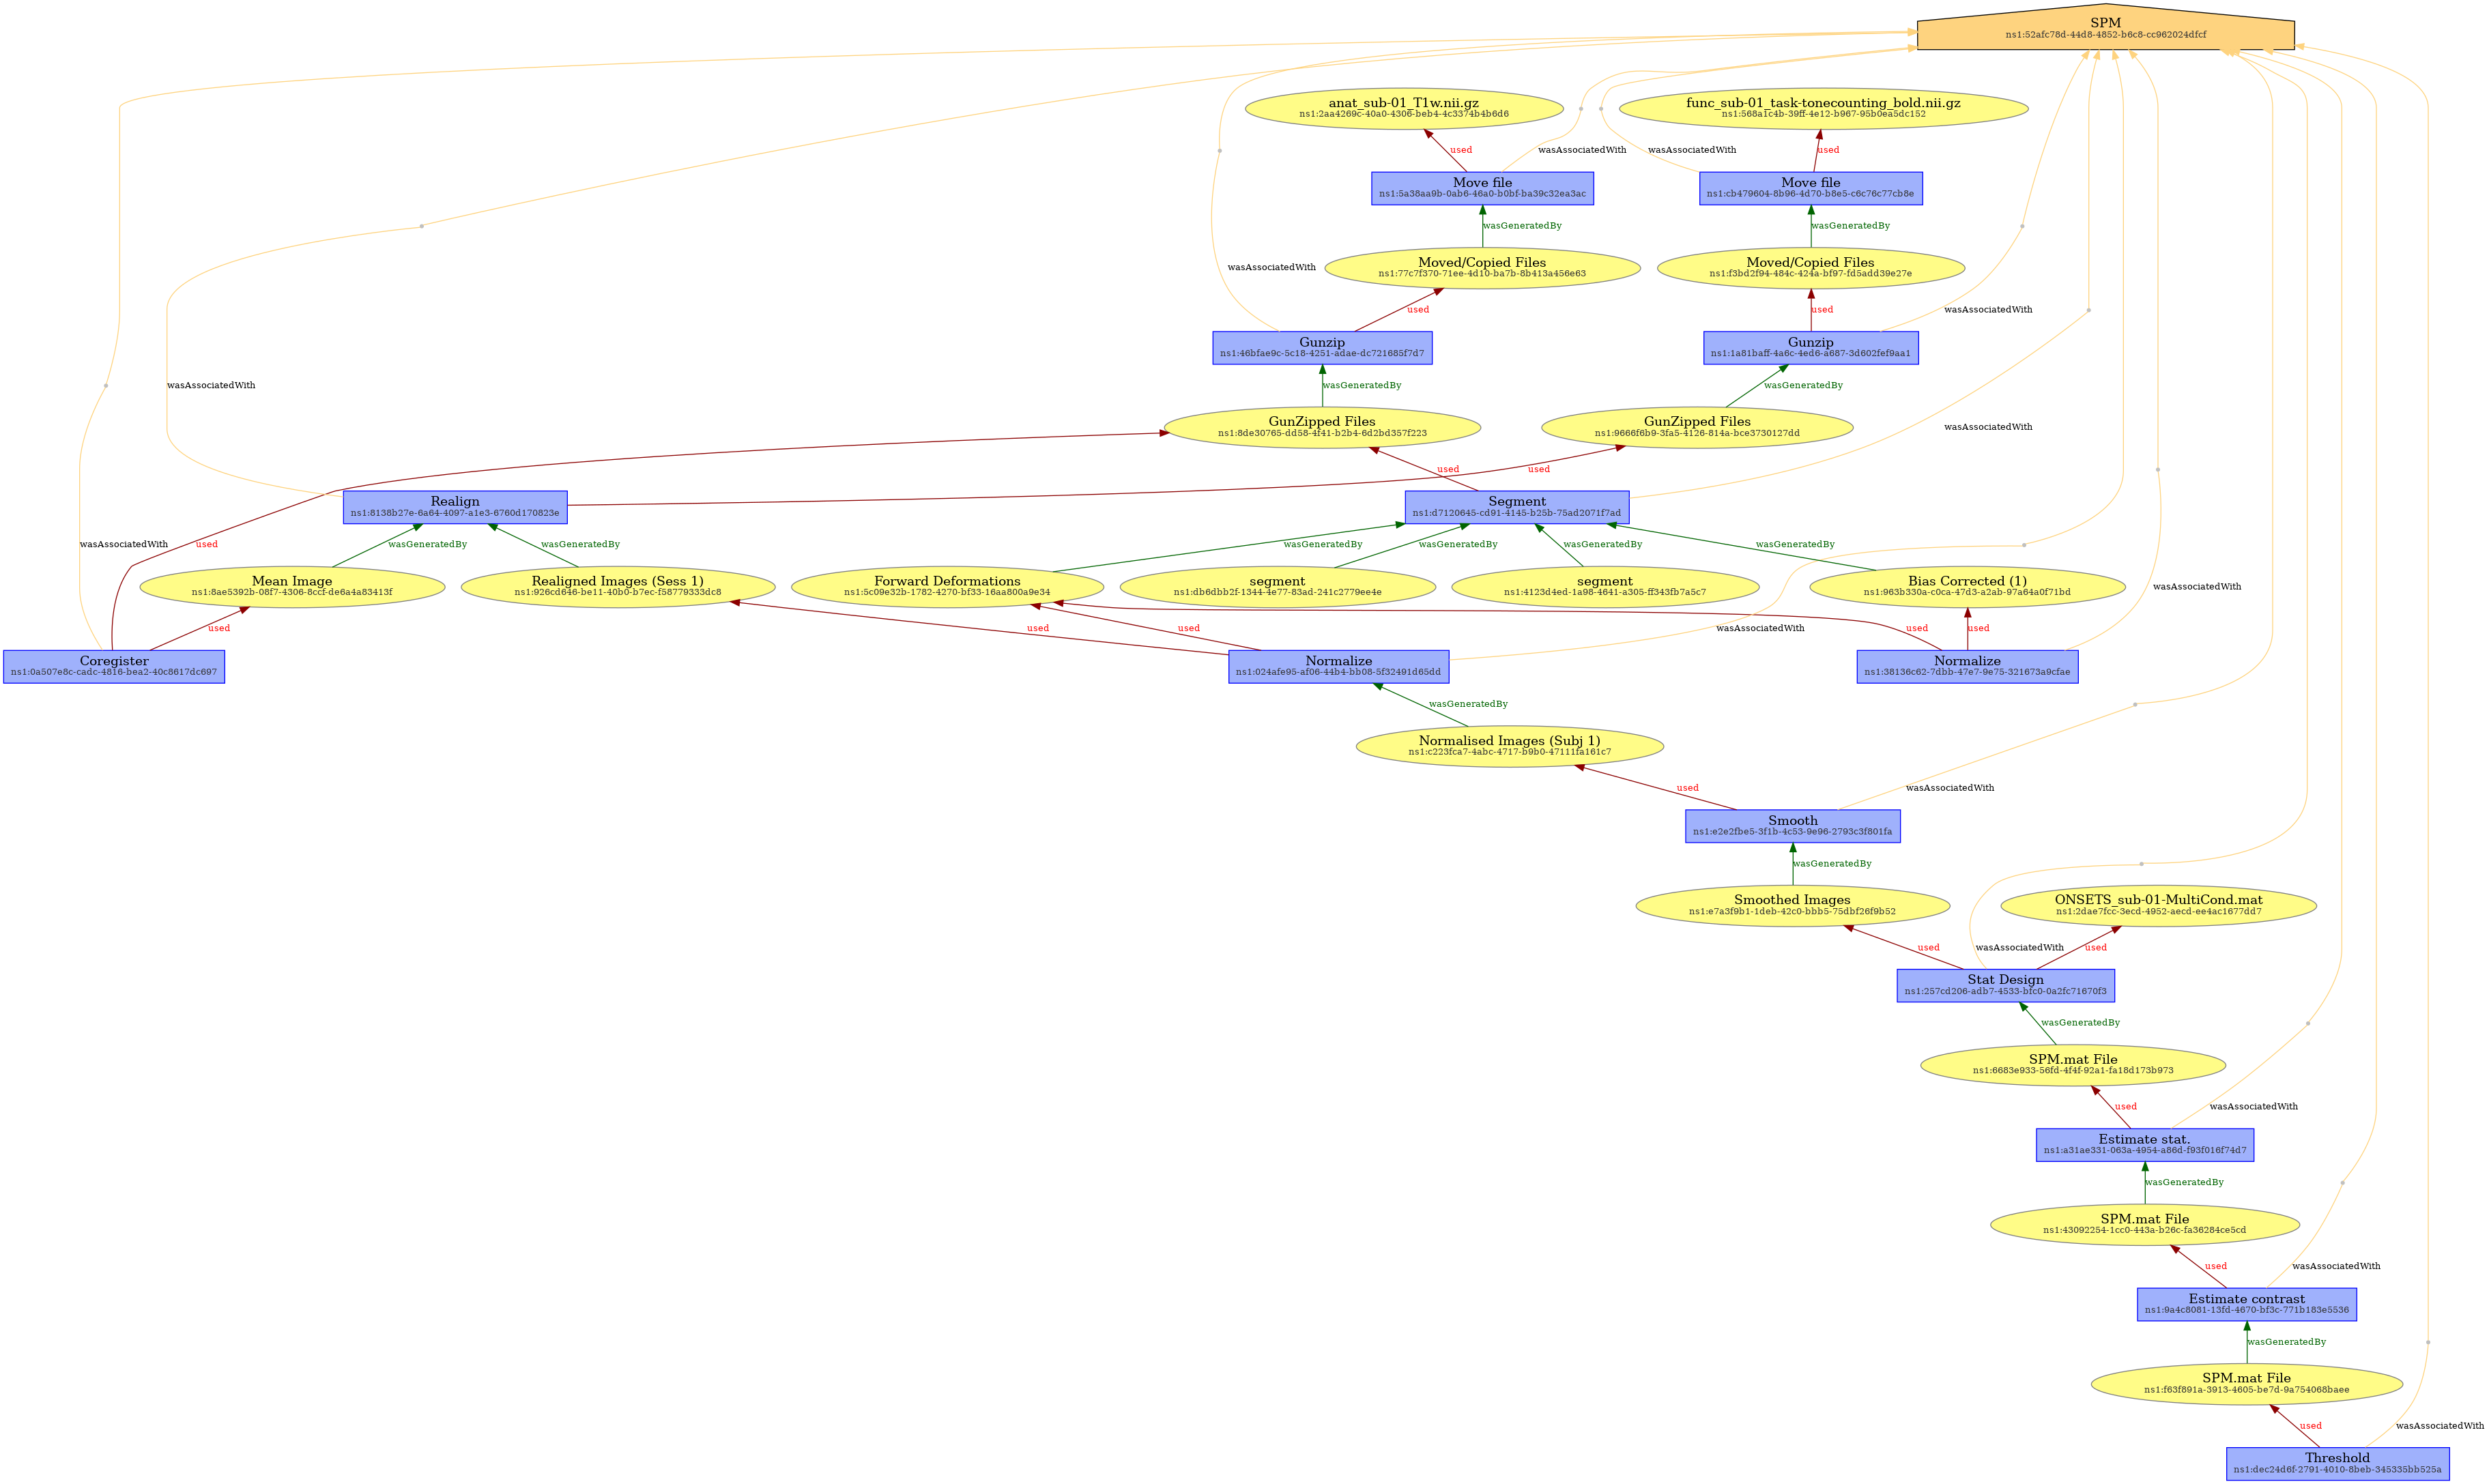 SPM
ns1:52afc78d-44d8-4852-b6c8-cc962024dfcf
anat_sub-01_T1w.nii.gz
ns1:2aa4269c-40a0-4306-beb4-4c3374b4b6d6
func_sub-01_task-tonecounting_bold.nii.gz
ns1:568a1c4b-39ff-4e12-b967-95b0ea5dc152
used
wasAssociatedWith
wasAssociatedWith
used
Move file
ns1:5a38aa9b-0ab6-46a0-b0bf-ba39c32ea3ac
Move file
ns1:cb479604-8b96-4d70-b8e5-c6c76c77cb8e
wasGeneratedBy
wasGeneratedBy
Moved/Copied Files
ns1:77c7f370-71ee-4d10-ba7b-8b413a456e63
Moved/Copied Files
ns1:f3bd2f94-484c-424a-bf97-fd5add39e27e
wasAssociatedWith
used
used
wasAssociatedWith
Gunzip
ns1:46bfae9c-5c18-4251-adae-dc721685f7d7
Gunzip
ns1:1a81baff-4a6c-4ed6-a687-3d602fef9aa1
wasAssociatedWith
wasGeneratedBy
wasGeneratedBy
GunZipped Files
ns1:8de30765-dd58-4f41-b2b4-6d2bd357f223
GunZipped Files
ns1:9666f6b9-3fa5-4126-814a-bce3730127dd
wasAssociatedWith
used
used
Realign
ns1:8138b27e-6a64-4097-a1e3-6760d170823e
Segment
ns1:d7120645-cd91-4145-b25b-75ad2071f7ad
wasAssociatedWith
used
wasGeneratedBy
wasGeneratedBy
wasGeneratedBy
wasGeneratedBy
wasGeneratedBy
wasGeneratedBy
Mean Image
ns1:8ae5392b-08f7-4306-8ccf-de6a4a83413f
Realigned Images (Sess 1)
ns1:926cd646-be11-40b0-b7ec-f58779333dc8
Forward Deformations
ns1:5c09e32b-1782-4270-bf33-16aa800a9e34
segment
ns1:db6dbb2f-1344-4e77-83ad-241c2779ee4e
segment
ns1:4123d4ed-1a98-4641-a305-ff343fb7a5c7
Bias Corrected (1)
ns1:963b330a-c0ca-47d3-a2ab-97a64a0f71bd
wasAssociatedWith
used
used
used
wasAssociatedWith
used
used
Coregister
ns1:0a507e8c-cadc-4816-bea2-40c8617dc697
Normalize
ns1:024afe95-af06-44b4-bb08-5f32491d65dd
Normalize
ns1:38136c62-7dbb-47e7-9e75-321673a9cfae
wasGeneratedBy
Normalised Images (Subj 1)
ns1:c223fca7-4abc-4717-b9b0-47111fa161c7
used
wasAssociatedWith
Smooth
ns1:e2e2fbe5-3f1b-4c53-9e96-2793c3f801fa
wasGeneratedBy
Smoothed Images
ns1:e7a3f9b1-1deb-42c0-bbb5-75dbf26f9b52
ONSETS_sub-01-MultiCond.mat
ns1:2dae7fcc-3ecd-4952-aecd-ee4ac1677dd7
used
wasAssociatedWith
used
Stat Design
ns1:257cd206-adb7-4533-bfc0-0a2fc71670f3
wasGeneratedBy
SPM.mat File
ns1:6683e933-56fd-4f4f-92a1-fa18d173b973
used
wasAssociatedWith
Estimate stat.
ns1:a31ae331-063a-4954-a86d-f93f016f74d7
wasGeneratedBy
SPM.mat File
ns1:43092254-1cc0-443a-b26c-fa36284ce5cd
used
wasAssociatedWith
Estimate contrast
ns1:9a4c8081-13fd-4670-bf3c-771b183e5536
wasGeneratedBy
SPM.mat File
ns1:f63f891a-3913-4605-be7d-9a754068baee
used
wasAssociatedWith
Threshold
ns1:dec24d6f-2791-4010-8beb-345335bb525a